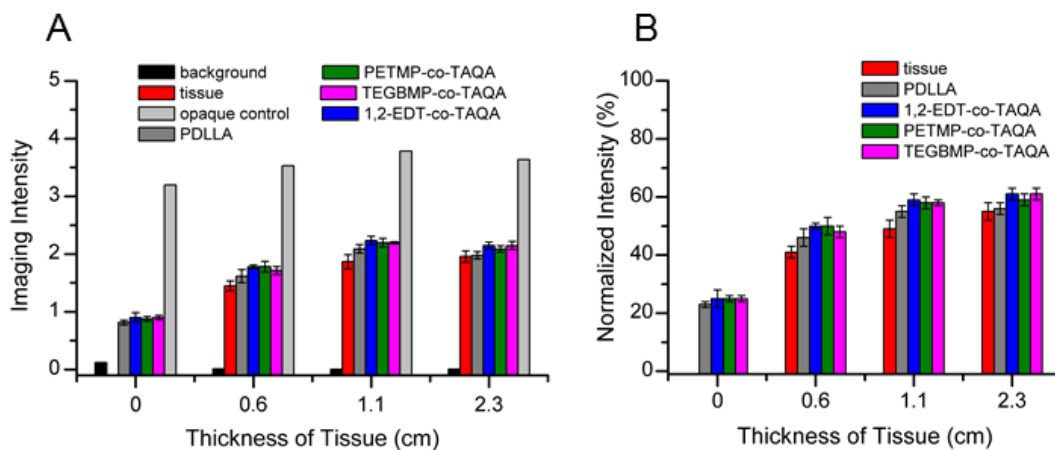 A
5
4
3
2
1
0
Imaging Intensity
background
tissue
opaque control
PDLLA
PETMP-co-TAQA
TEGBMP-co-TAQA
1,2-EDT-co-TAQA
0 0.6 1.1 2.3
Thickness of Tissue (cm)
B
100
80
60
40
20
0
Normalized Intensity (%)
tissue
PDLLA
1,2-EDT-co-TAQA
PETMP-co-TAQA
TEGBMP-co-TAQA
0 0.6 1.1 2.3
Thickness of Tissue (cm)